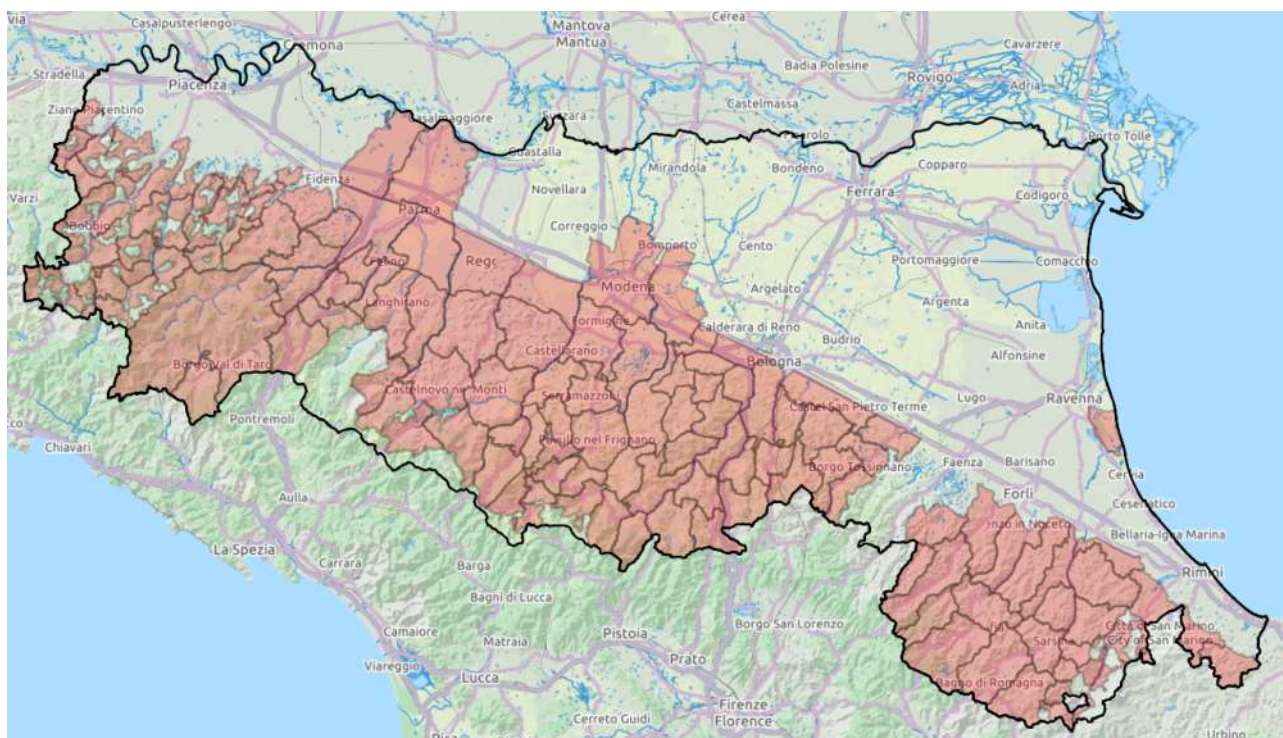 Casalpusterlengo
Cremona
Mantova
Mantua
Cerea
Cavarzere
Stradella
Piacenza
Badia Polesine
Rovigo
Adria
Ziano Piacentino
Casalmaggiore
Suzzara
Castelmassa
Porto Tolle
Guastalla
Mirandola
Bondeno
Copparo
Varzi
Fidenza
Novellara
Ferrara
Codigoro
Bobbio
Parma
Correggio
Bomporto
Cento
Portomaggiore
Comacchio
Modena
Argelato
Argenta
Langhirano
Formigine
Calderara di Reno
Anita
Castellarano
Budrio
Bologna
Alfonsine
Borgo Val di Taro
Castelnovo ne' Monti
Serramazzoni
Castel San Pietro Terme
Lugo
Ravenna
Pontremoli
Chiavari
Pavullo nel Frignano
Borgo Tossignano
Faenza
Barisano
Cervia
Aulla
Forlì
Cesenatico
La Spezia
Bellaria-Igea Marina
Carrara
Barga
Rimini
Bagni di Lucca
Camaiore
Matraia
Pistoia
Borgo San Lorenzo
Città di San Marino
City of San Marino
Sarsina
Viareggio
Prato
Lucca
Bagno di Romagna
Firenze
Florence
Cerreto Guidi
Urbino